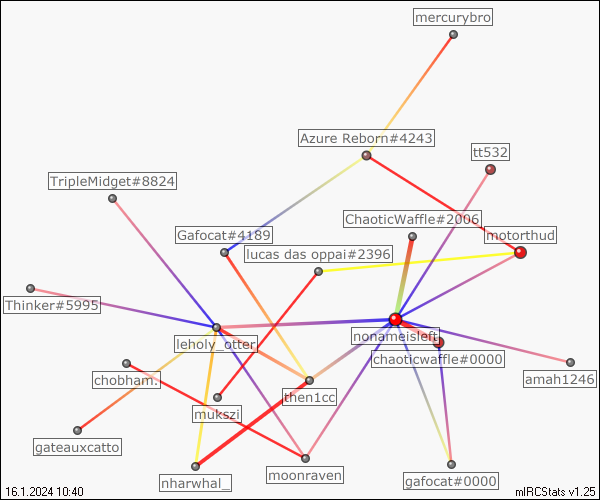 mercurybro
Azure Reborn#4243
tt532
TripleMidget#8824
ChaoticWaffle#2006
Gafocat#4189
motorthud
lucas das oppai#2396
Thinker#5995
nonameisleft
leholy_otter
chaoticwaffle#0000
chobham.
amah1246
then1cc
mukszi
gateauxcatto
moonraven
gafocat#0000
nharwhal_
16.1.2024 10:40
mIRCStats v1.25